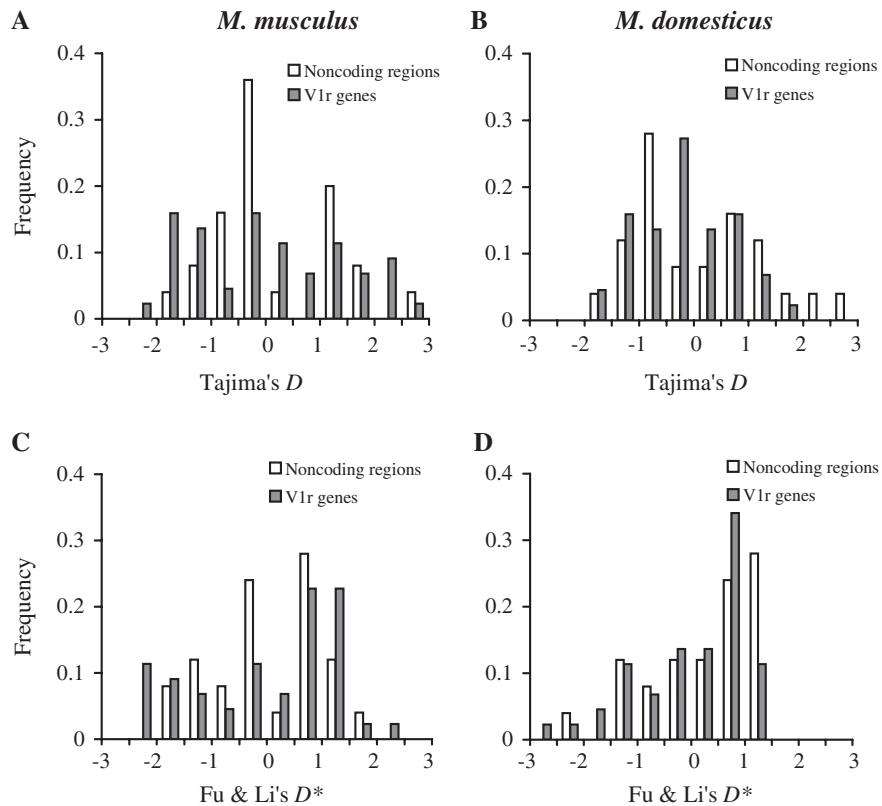 A
M. musculus
B
M. domesticus
Noncoding regions
V1r genes
Frequency
0.4
0.3
0.2
0.1
0
-3 -2 -1 0 1 2 3
Tajima's D
Noncoding regions
V1r genes
0.4
0.3
0.2
0.1
0
-3 -2 -1 0 1 2 3
Tajima's D
C
Noncoding regions
V1r genes
Frequency
0.4
0.3
0.2
0.1
0
-3 -2 -1 0 1 2 3
Fu & Li's D*
D
Noncoding regions
V1r genes
0.4
0.3
0.2
0.1
0
-3 -2 -1 0 1 2 3
Fu & Li's D*